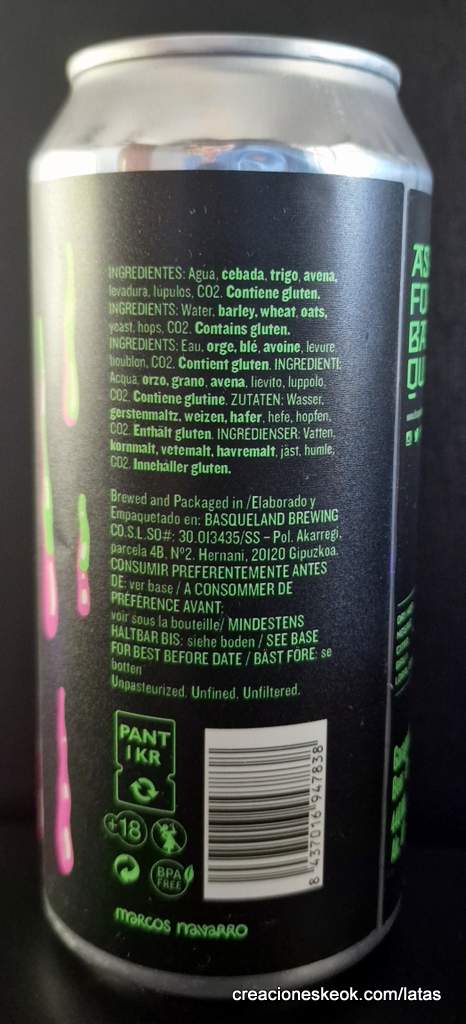 INGREDIENTES: Agua, cebada, trigo, avena,
levadura, lúpulos, CO2. Contiene gluten.
INGREDIENTS: Water, barley, wheat, oats,
yeast, hops, CO2. Contains gluten.
INGREDIENTS: Eau, orge, blé, avoine, levure,
houblon, CO2. Contient gluten. INGREDIENTI:
Acqua, orzo, grano, avena, lievito, luppolo,
CO2. Contiene glutine. ZUTATEN: Wasser,
gerstenmaltz, weizen, hafer, hefe, hopfen,
CO2. Enthält gluten. INGREDIENSER: Vatten,
kornmalt, vetemalt, havremalt, jäst, humle,
CO2. Innehåller gluten.
Brewed and Packaged in /Elaborado y
Empaquetado en: BASQUELAND BREWING
CO.S.L.SO#: 30.013435/SS – Pol. Akarregi,
parcela 4B, Nº2. Hernani, 20120 Gipuzkoa.
CONSUMIR PREFERENTEMENTE ANTES
DE: ver base / A CONSOMMER DE
PRÉFÉRENCE AVANT:
voir sous la bouteille/ MINDESTENS
HALTBAR BIS: siehe boden / SEE BASE
FOR BEST BEFORE DATE / BÄST FÖRE: se
botten
Unpasteurized. Unfined. Unfiltered.
PANT
1 KR
+18
BPA
FREE
8 437016 947838
marcos navarro
AS
FO
BA
QU
creacioneskeok.com/latas